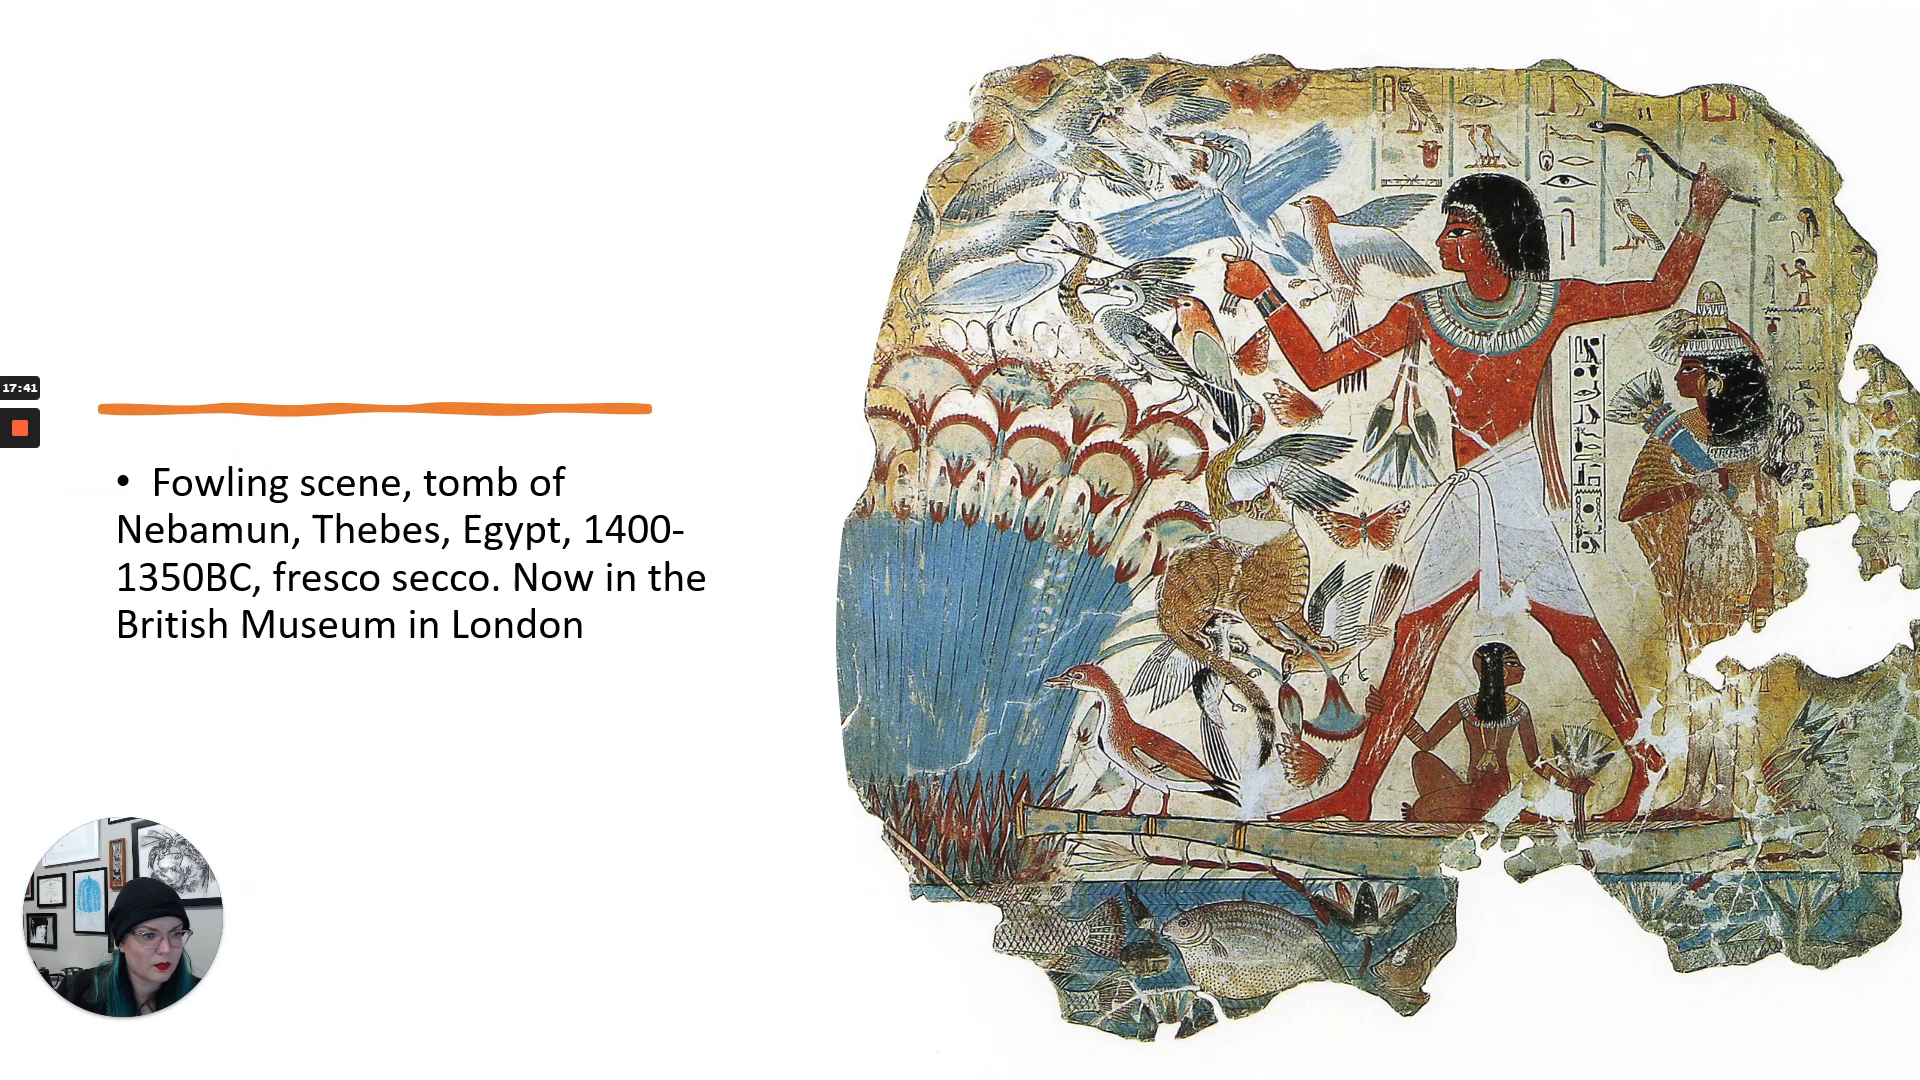 17:41
• Fowling scene, tomb of
Nebamun, Thebes, Egypt, 1400-
1350BC, fresco secco. Now in the
British Museum in London